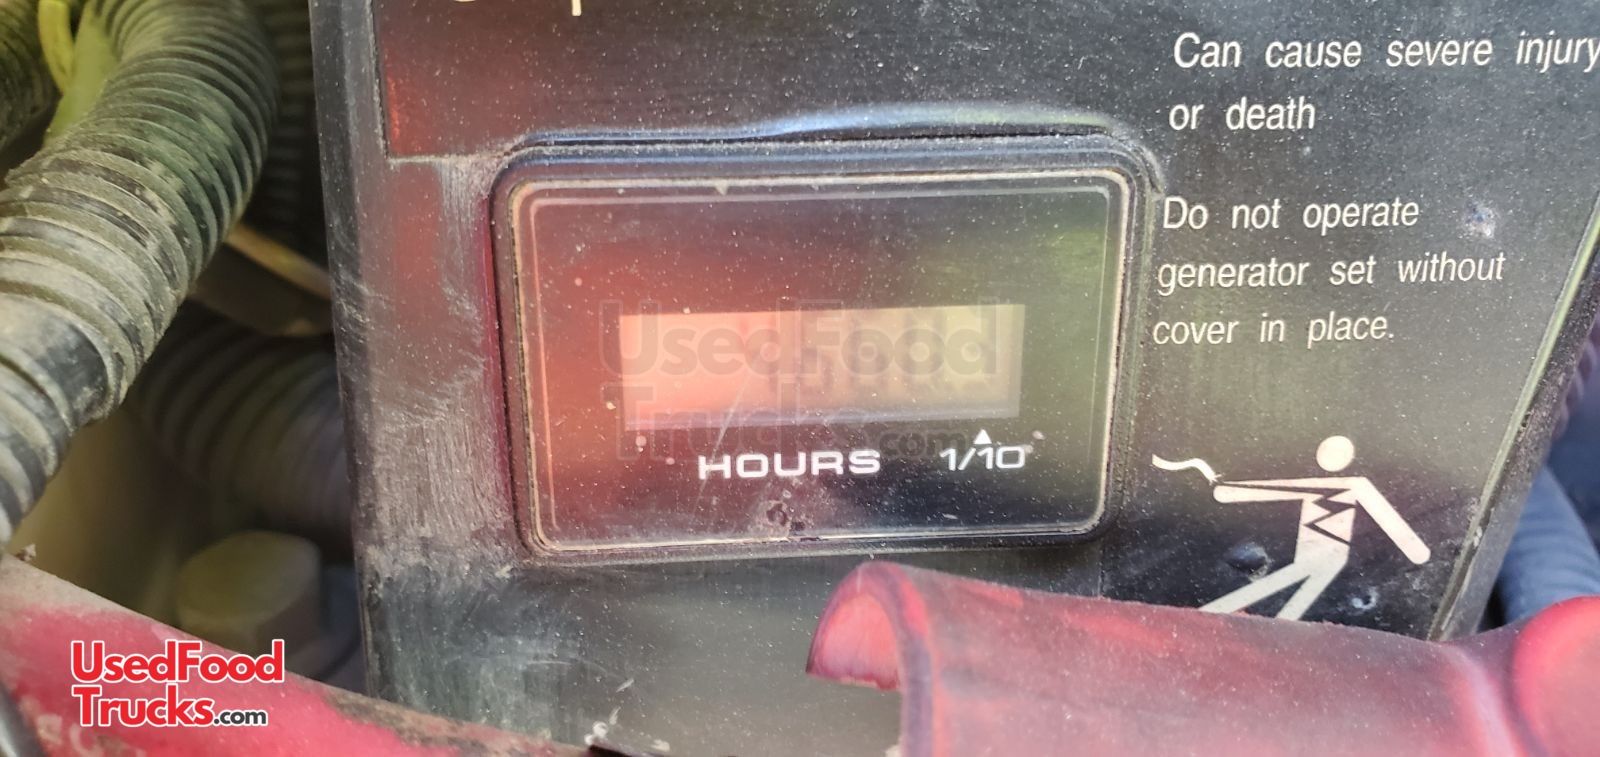 Can cause severe injury
or death
Do not operate
generator set without
cover in place.
UsedFood
Trucks.com
HOURS 1/10
UsedFood
Trucks.com